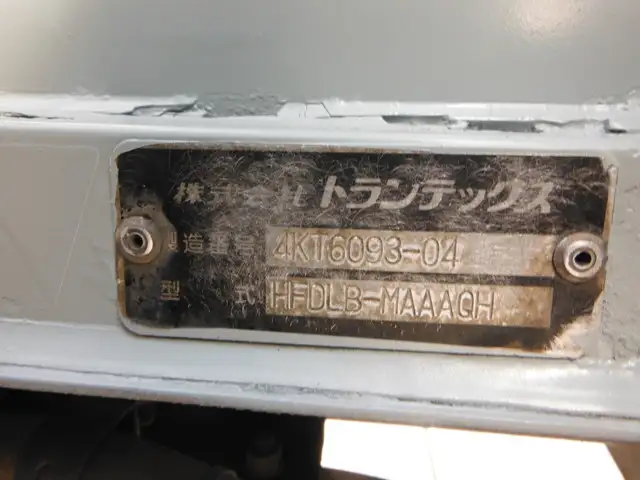 株式会社 トランテックス
製造番号 4KT6093-04
型 式 HFDLB-MAAAQH